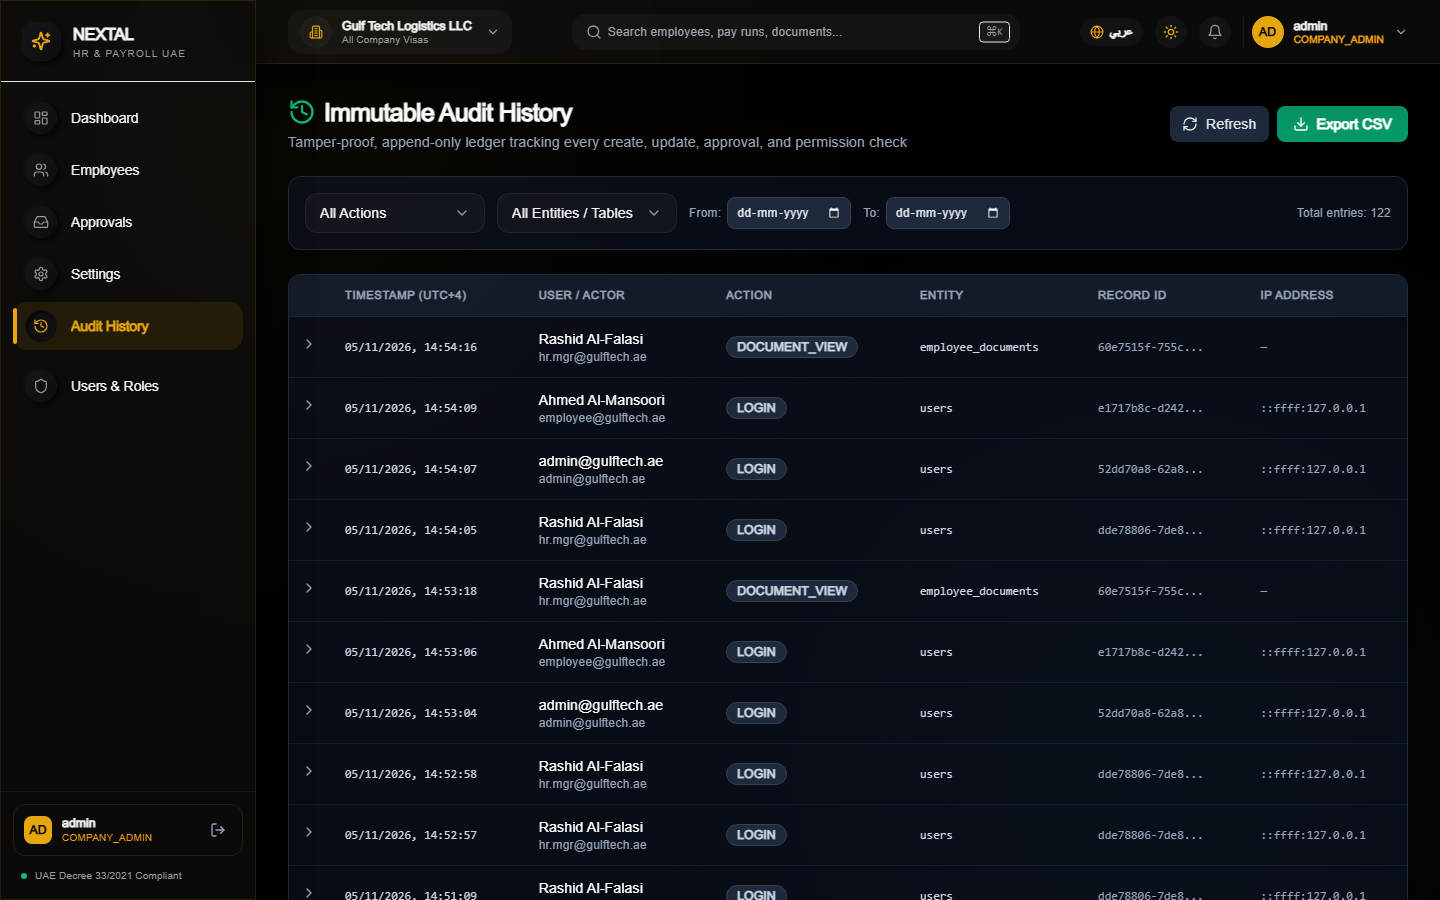 NEXTAL
HR & PAYROLL UAE
Gulf Tech Logistics LLC
All Company Visas
Search employees, pay runs, documents...
⌘K
عربي
AD
admin
COMPANY_ADMIN
Dashboard
Employees
Approvals
Settings
Audit History
Users & Roles
Immutable Audit History
Tamper-proof, append-only ledger tracking every create, update, approval, and permission check
Refresh
Export CSV
All Actions
All Entities / Tables
From:
dd-mm-yyyy
To:
dd-mm-yyyy
Total entries: 122
TIMESTAMP (UTC+4) USER / ACTOR ACTION ENTITY RECORD ID IP ADDRESS
05/11/2026, 14:54:16 Rashid Al-Falasi DOCUMENT_VIEW employee_documents 60e7515f-755c... —
hr.mgr@gulftech.ae
05/11/2026, 14:54:09 Ahmed Al-Mansoori LOGIN users e1717b8c-d242... ::ffff:127.0.0.1
employee@gulftech.ae
05/11/2026, 14:54:07 admin@gulftech.ae LOGIN users 52dd70a8-62a8... ::ffff:127.0.0.1
admin@gulftech.ae
05/11/2026, 14:54:05 Rashid Al-Falasi LOGIN users dde78806-7de8... ::ffff:127.0.0.1
hr.mgr@gulftech.ae
05/11/2026, 14:53:18 Rashid Al-Falasi DOCUMENT_VIEW employee_documents 60e7515f-755c... —
hr.mgr@gulftech.ae
05/11/2026, 14:53:06 Ahmed Al-Mansoori LOGIN users e1717b8c-d242... ::ffff:127.0.0.1
employee@gulftech.ae
05/11/2026, 14:53:04 admin@gulftech.ae LOGIN users 52dd70a8-62a8... ::ffff:127.0.0.1
admin@gulftech.ae
05/11/2026, 14:52:58 Rashid Al-Falasi LOGIN users dde78806-7de8... ::ffff:127.0.0.1
hr.mgr@gulftech.ae
05/11/2026, 14:52:57 Rashid Al-Falasi LOGIN users dde78806-7de8... ::ffff:127.0.0.1
hr.mgr@gulftech.ae
05/11/2026, 14:51:09 Rashid Al-Falasi LOGIN users dde78806-7de8... ::ffff:127.0.0.1
AD
admin
COMPANY_ADMIN
UAE Decree 33/2021 Compliant